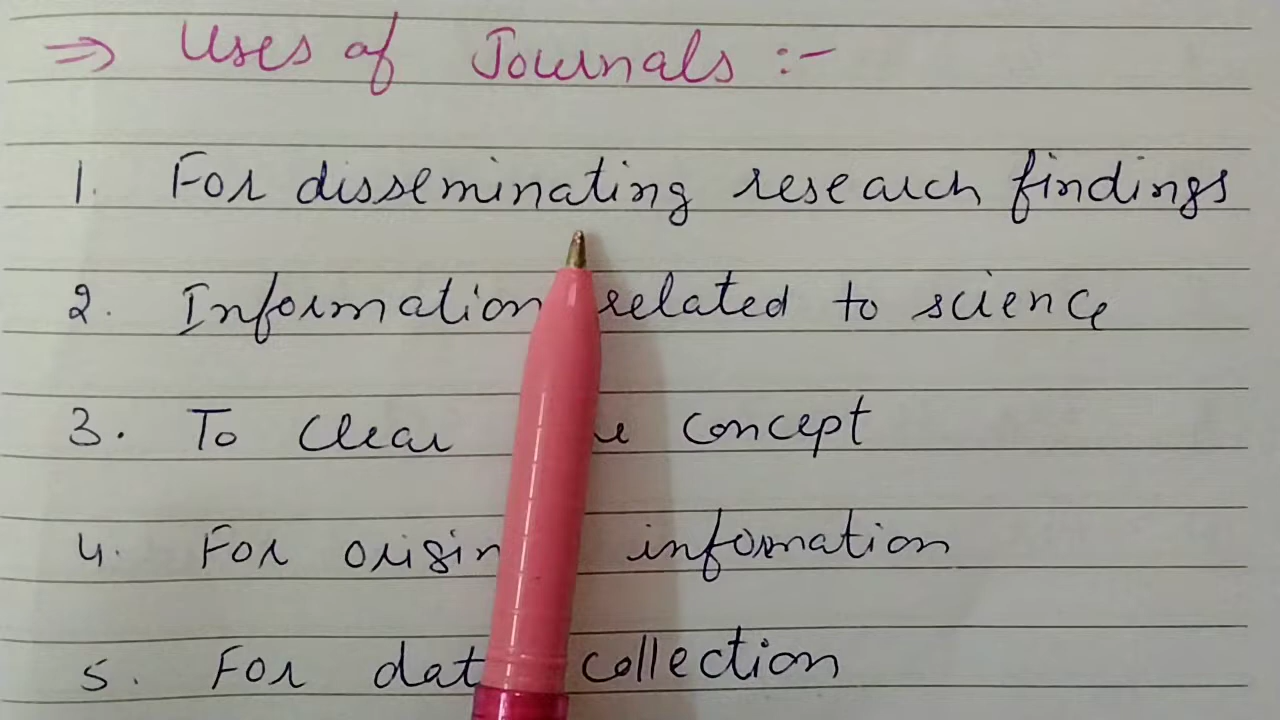 ⇒ Uses of Journals :-
1. For disseminating research findings
2. Information related to science
3. To clear concept
4. For information
5. For collection